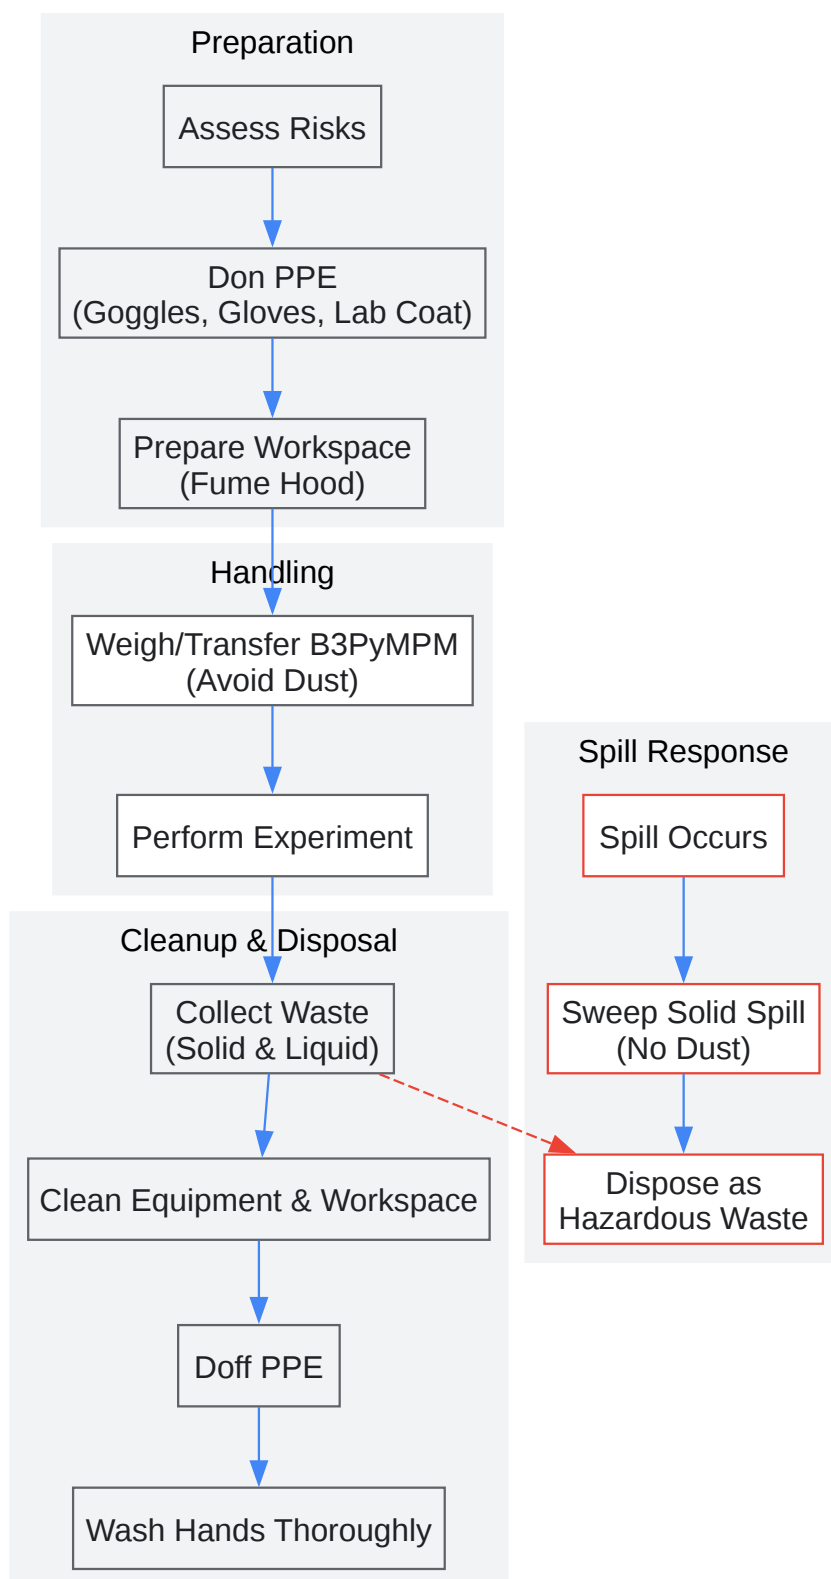 Preparation
Assess Risks
Don PPE
(Goggles, Gloves, Lab Coat)
Prepare Workspace
(Fume Hood)
Handling
Weigh/Transfer B3PyMPM
(Avoid Dust)
Perform Experiment
Cleanup & Disposal
Collect Waste
(Solid & Liquid)
Clean Equipment & Workspace
Doff PPE
Wash Hands Thoroughly
Spill Response
Spill Occurs
Sweep Solid Spill
(No Dust)
Dispose as
Hazardous Waste